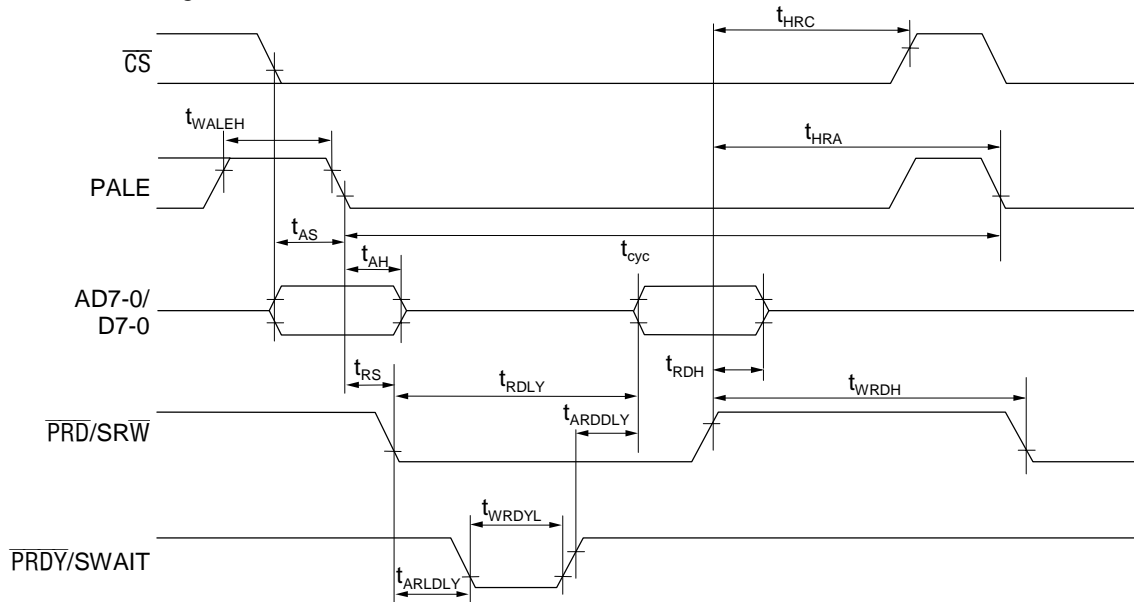 t_HRC
CS
t_WALEH
t_HRA
PALE
t_AS
t_AH
t_cyc
AD7-0/
D7-0
t_RS
t_RDLY
t_RDH
t_WRDH
t_ARDDLY
PRD/SRW
t_WRDYL
PRDY/SWAIT
t_ARLDLY